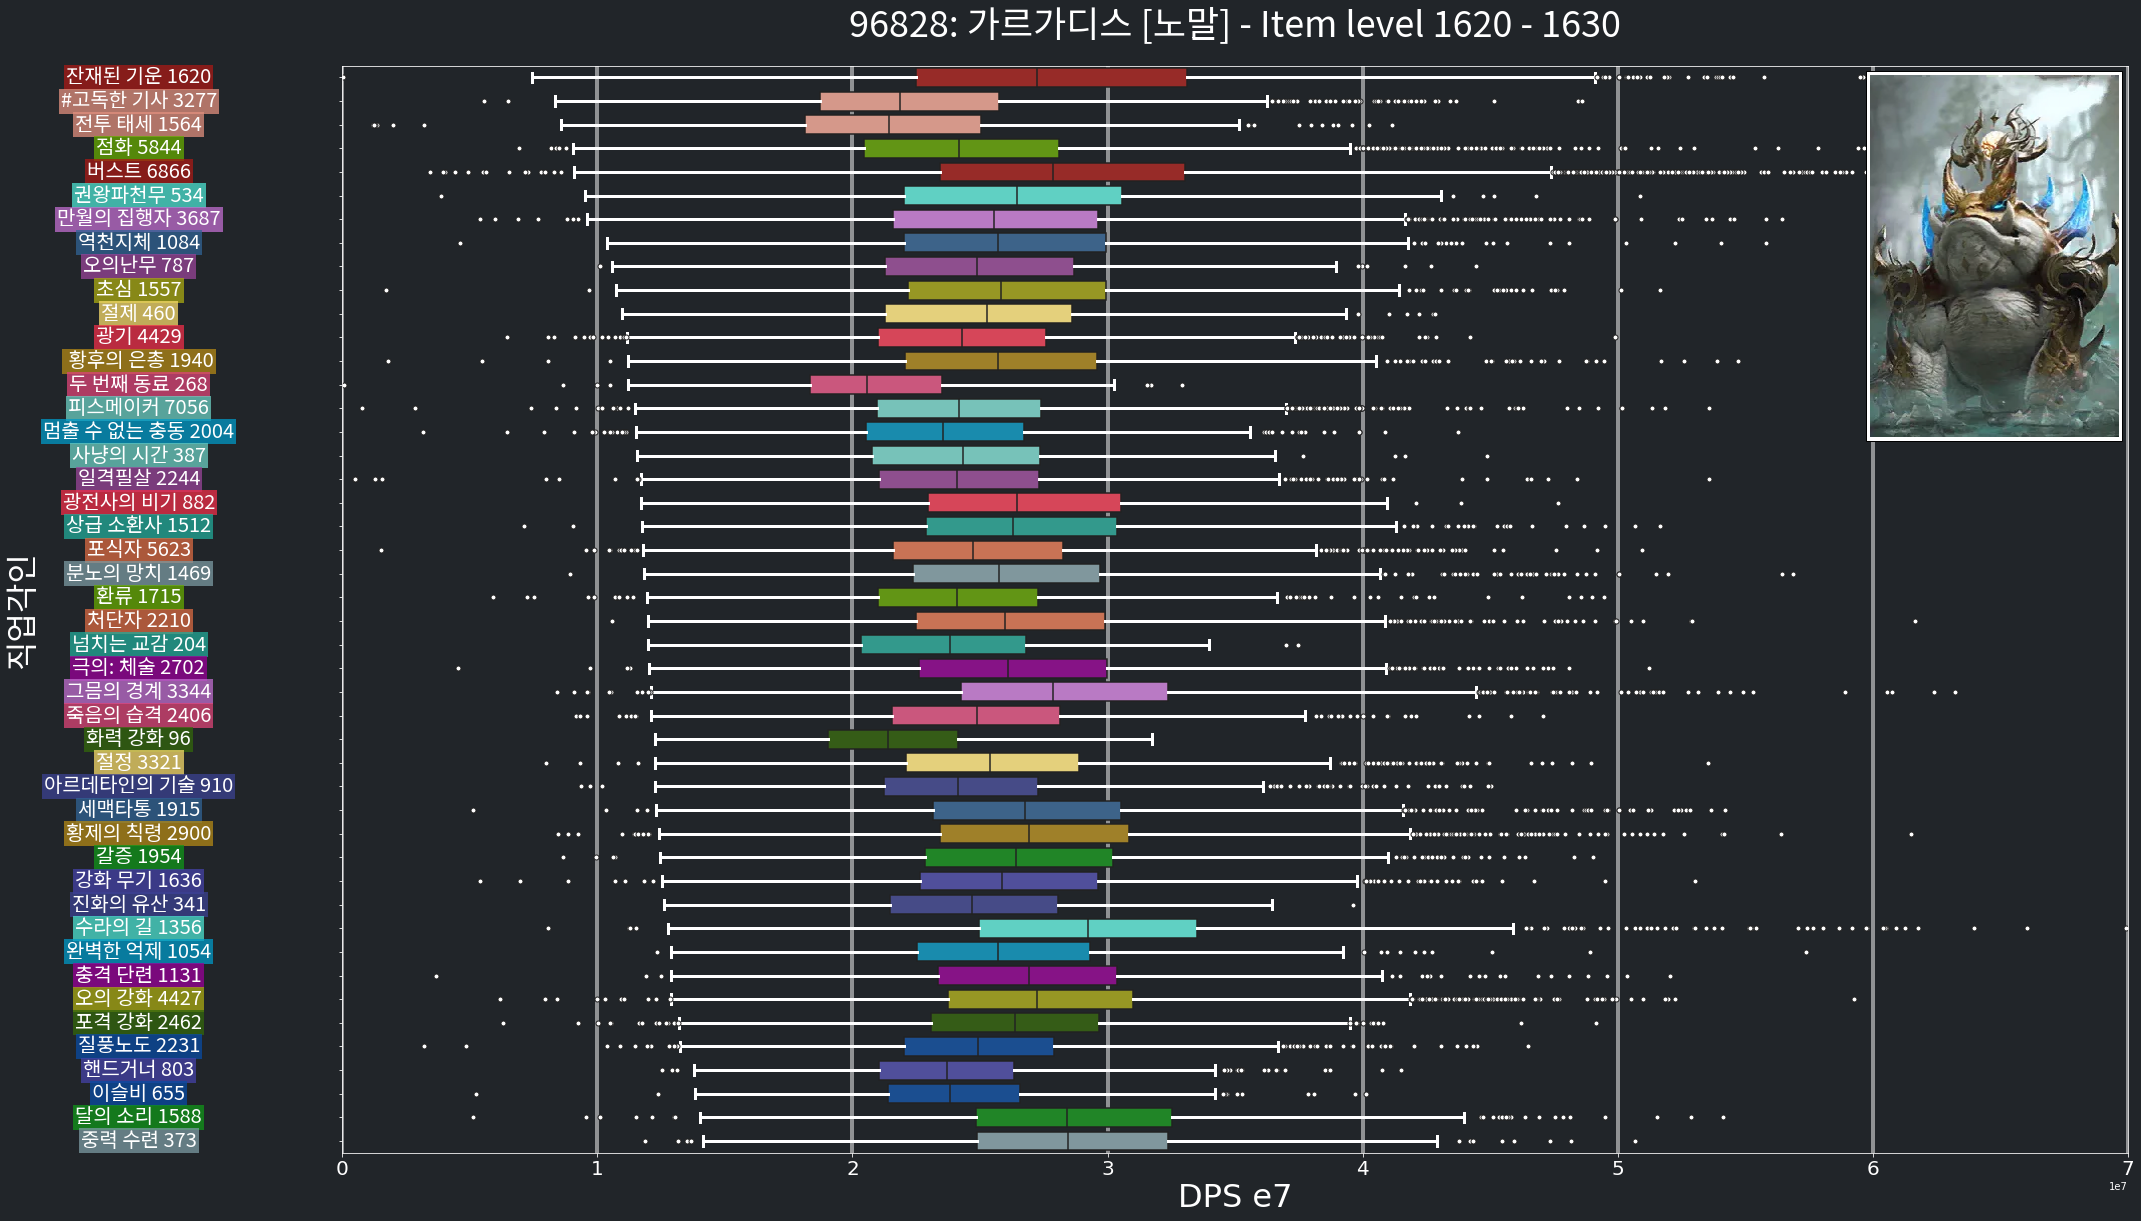 96828: 가르가디스 [노말] - Item level 1620 - 1630
직업각인
잔재된 기운 1620
#고독한 기사 3277
전투 태세 1564
점화 5844
버스트 6866
권왕파천무 534
만월의 집행자 3687
역천지체 1084
오의난무 787
초심 1557
절제 460
광기 4429
황후의 은총 1940
두 번째 동료 268
피스메이커 7056
멈출 수 없는 충동 2004
사냥의 시간 387
일격필살 2244
광전사의 비기 882
상급 소환사 1512
포식자 5623
분노의 망치 1469
환류 1715
처단자 2210
넘치는 교감 204
극의: 체술 2702
그믐의 경계 3344
죽음의 습격 2406
화력 강화 96
절정 3321
아르데타인의 기술 910
세맥타통 1915
황제의 칙령 2900
갈증 1954
강화 무기 1636
진화의 유산 341
수라의 길 1356
완벽한 억제 1054
충격 단련 1131
오의 강화 4427
포격 강화 2462
질풍노도 2231
핸드거너 803
이슬비 655
달의 소리 1588
중력 수련 373
0 1 2 3 4 5 6 7
DPS e7
1e7